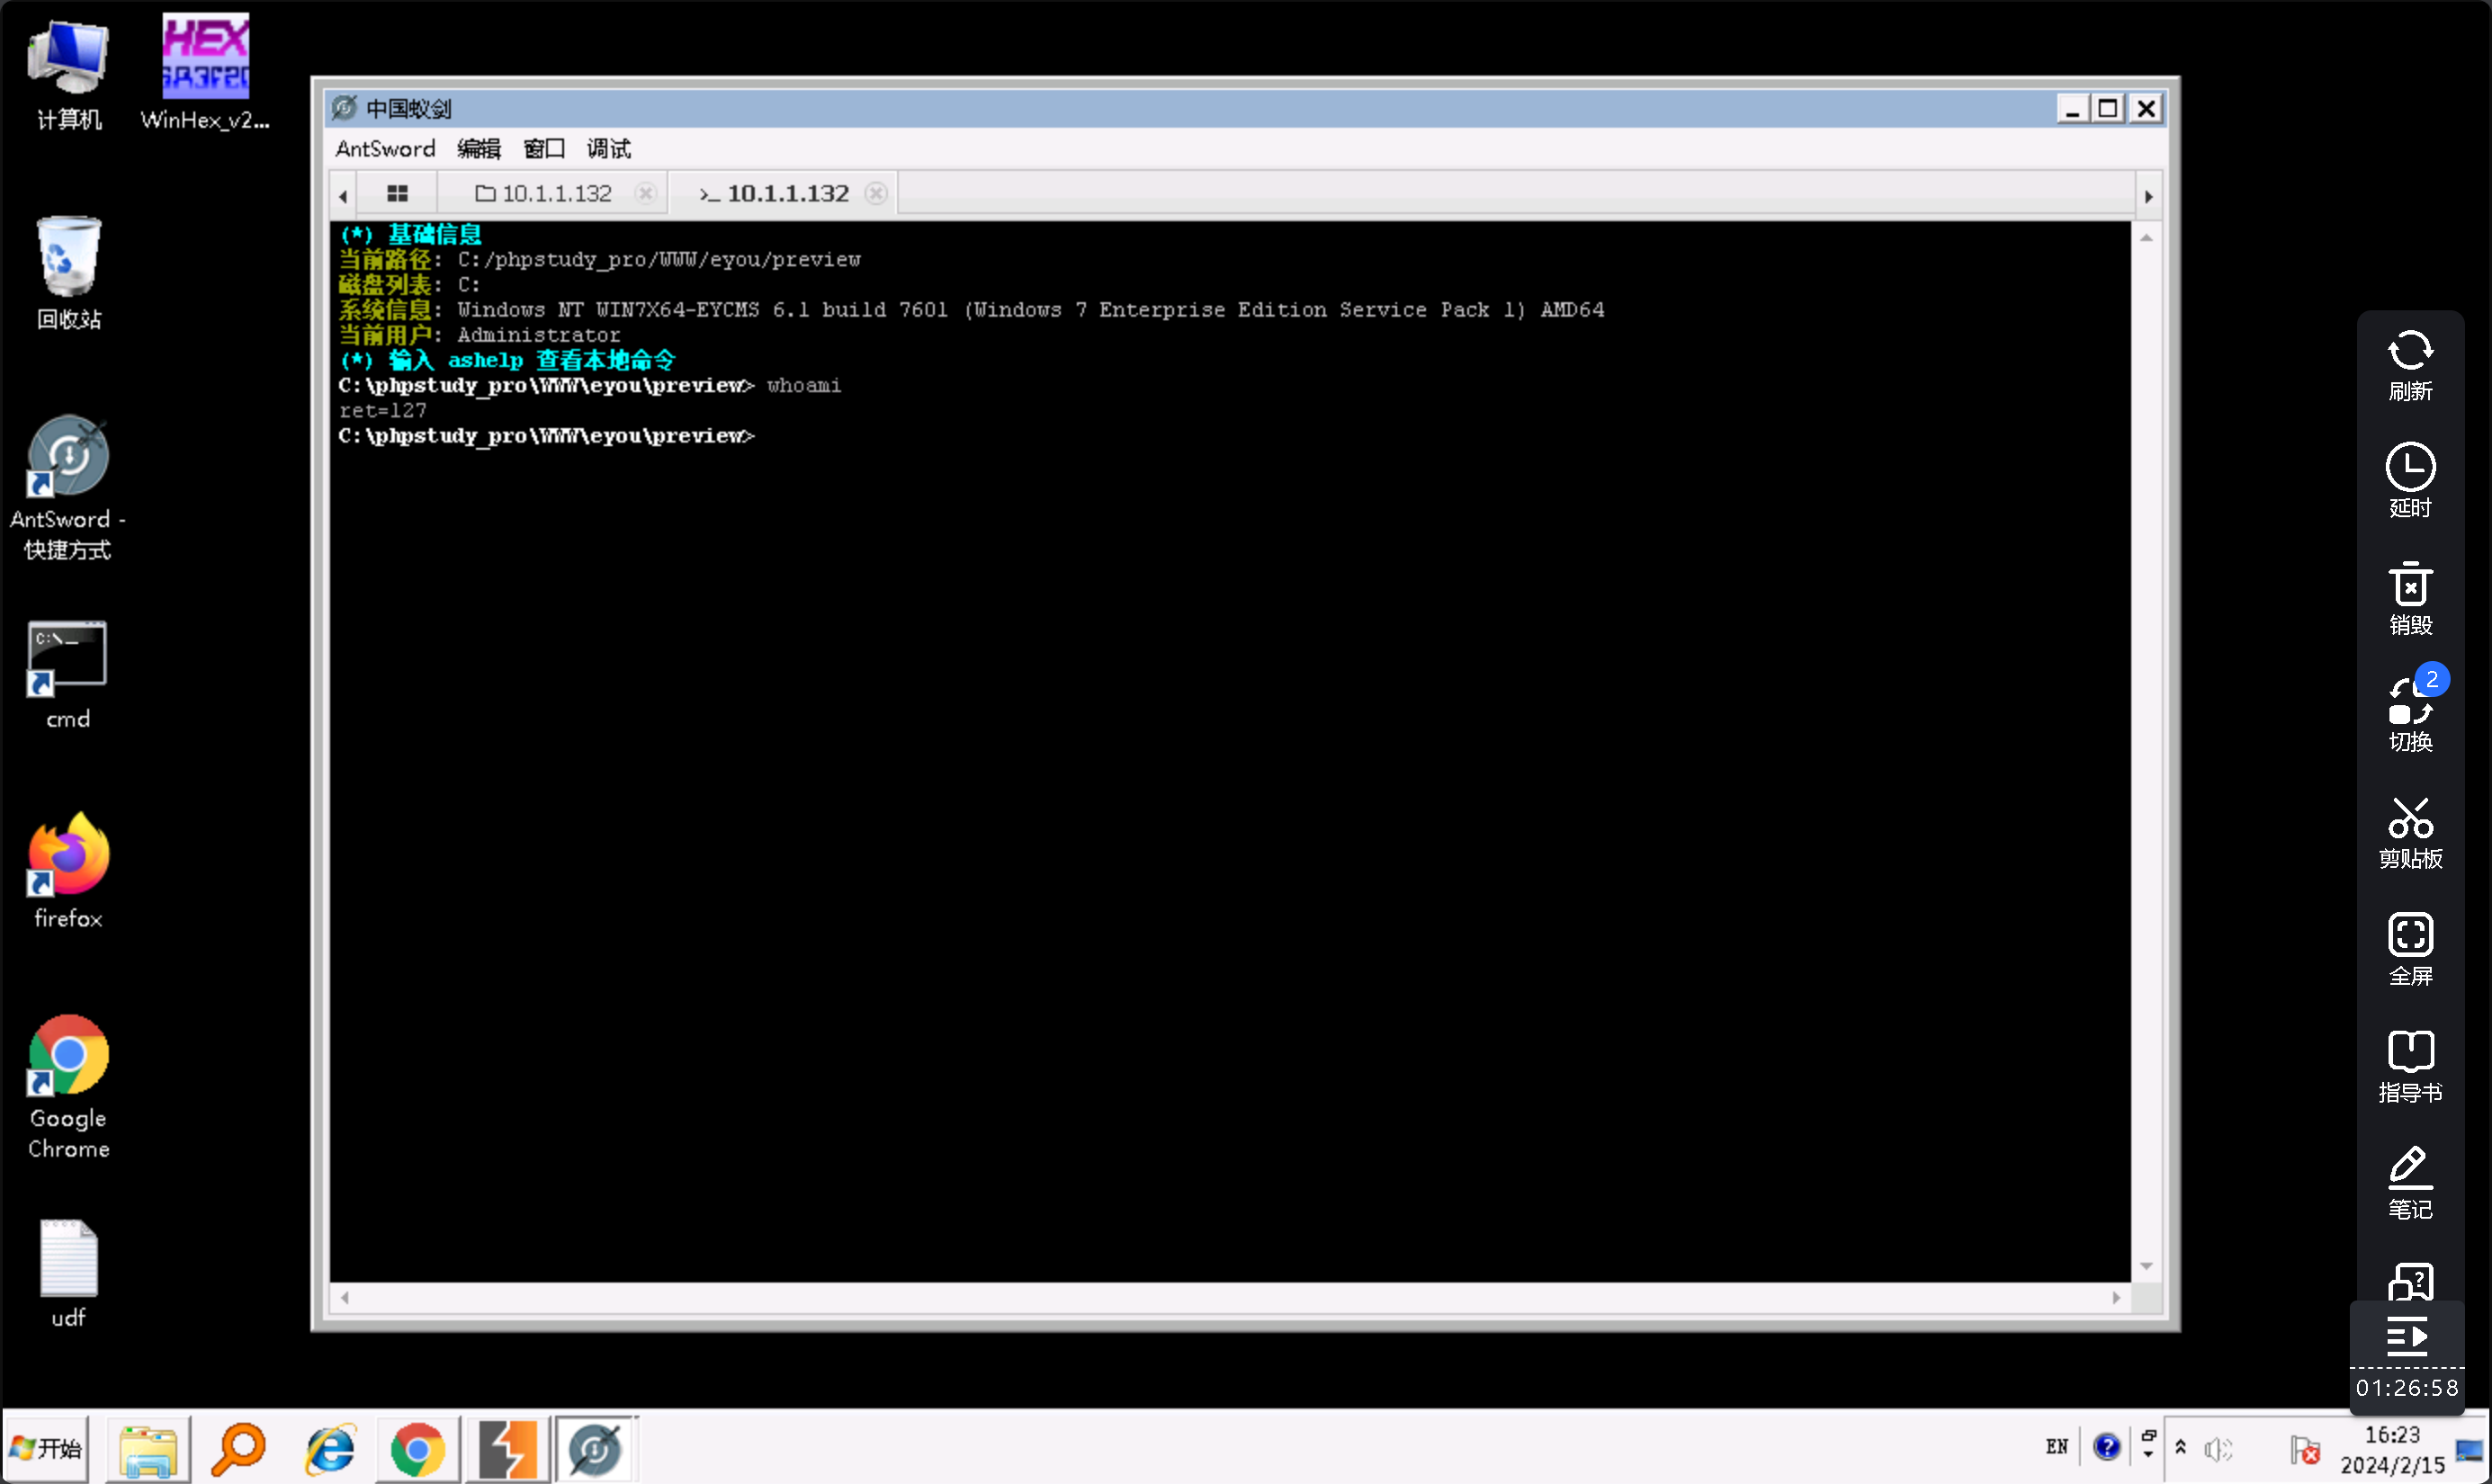 计算机
WinHex_v2...
回收站
AntSword -
快捷方式
cmd
firefox
Google
Chrome
udf
中国蚁剑
AntSword 编辑 窗口 调试
10.1.1.132
>_ 10.1.1.132
(*) 基础信息
当前路径: C:/phpstudy_pro/WWW/eyou/preview
磁盘列表: C:
系统信息: Windows NT WIN7X64-EYCMS 6.1 build 7601 (Windows 7 Enterprise Edition Service Pack 1) AMD64
当前用户: Administrator
(*) 输入 ashelp 查看本地命令
C:\phpstudy_pro\WWW\eyou\preview> whoami
ret=127
C:\phpstudy_pro\WWW\eyou\preview>
刷新
延时
销毁
2
切换
剪贴板
全屏
指导书
笔记
01:26:58
开始
EN
16:23
2024/2/15